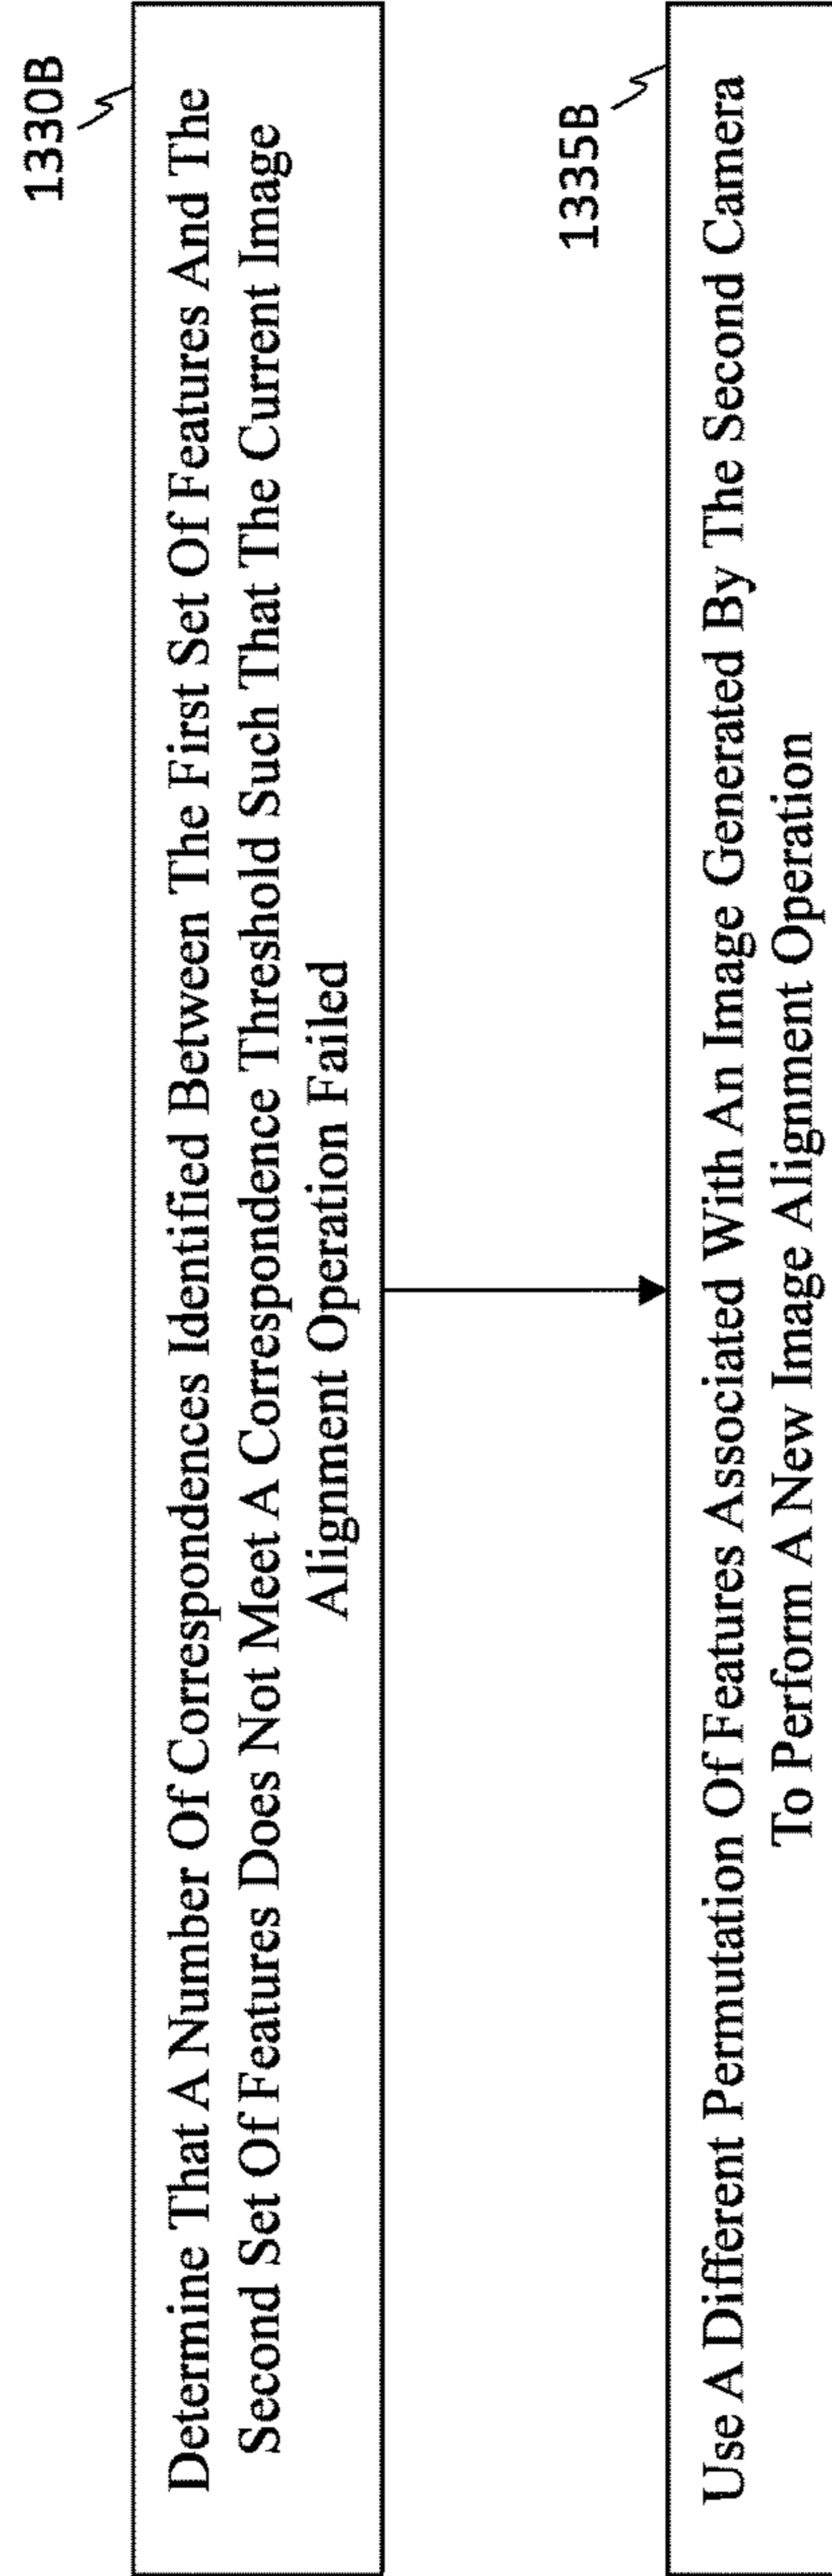 1330B
Determine That A Number Of Correspondences Identified Between The First Set Of Features And The
Second Set Of Features Does Not Meet A Correspondence Threshold Such That The Current Image
Alignment Operation Failed
1335B
Use A Different Permutation Of Features Associated With An Image Generated By The Second Camera
To Perform A New Image Alignment Operation